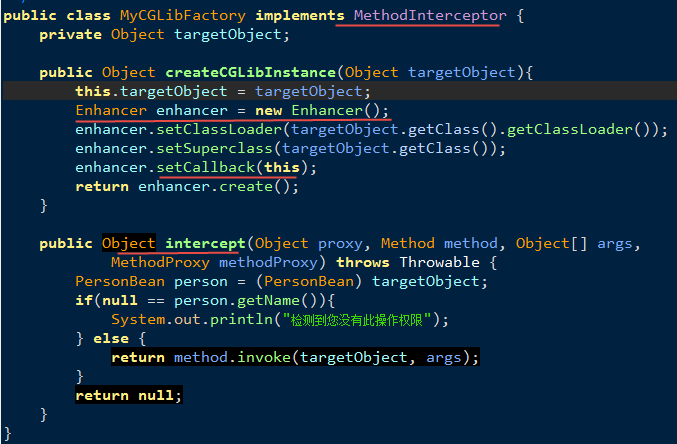 public class MyCGLibFactory implements MethodInterceptor {
    private Object targetObject;
    public Object createCGLibInstance(Object targetObject){
        this.targetObject = targetObject;
        Enhancer enhancer = new Enhancer();
        enhancer.setClassLoader(targetObject.getClass().getClassLoader());
        enhancer.setSuperclass(targetObject.getClass());
        enhancer.setCallback(this);
        return enhancer.create();
    }
    public Object intercept(Object proxy, Method method, Object[] args,
            MethodProxy methodProxy) throws Throwable {
        PersonBean person = (PersonBean) targetObject;
        if(null == person.getName()){
            System.out.println("检测到您没有此操作权限");
        } else {
            return method.invoke(targetObject, args);
        }
        return null;
    }
}